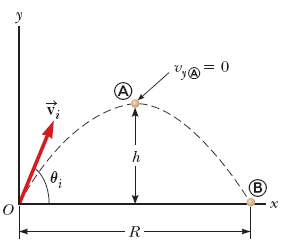 y
v_yⒶ = 0
Ⓐ
v⃗_i
h
θ_i
Ⓑ
O
x
R